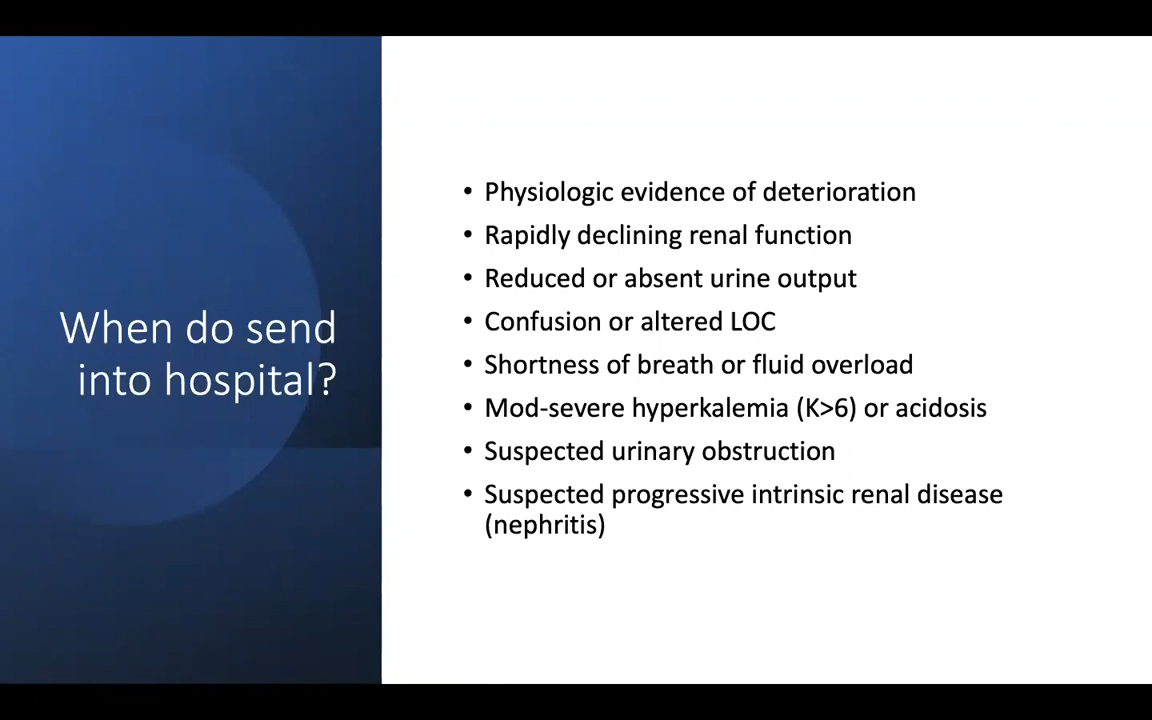 When do send
into hospital?
• Physiologic evidence of deterioration
• Rapidly declining renal function
• Reduced or absent urine output
• Confusion or altered LOC
• Shortness of breath or fluid overload
• Mod-severe hyperkalemia (K>6) or acidosis
• Suspected urinary obstruction
• Suspected progressive intrinsic renal disease
(nephritis)